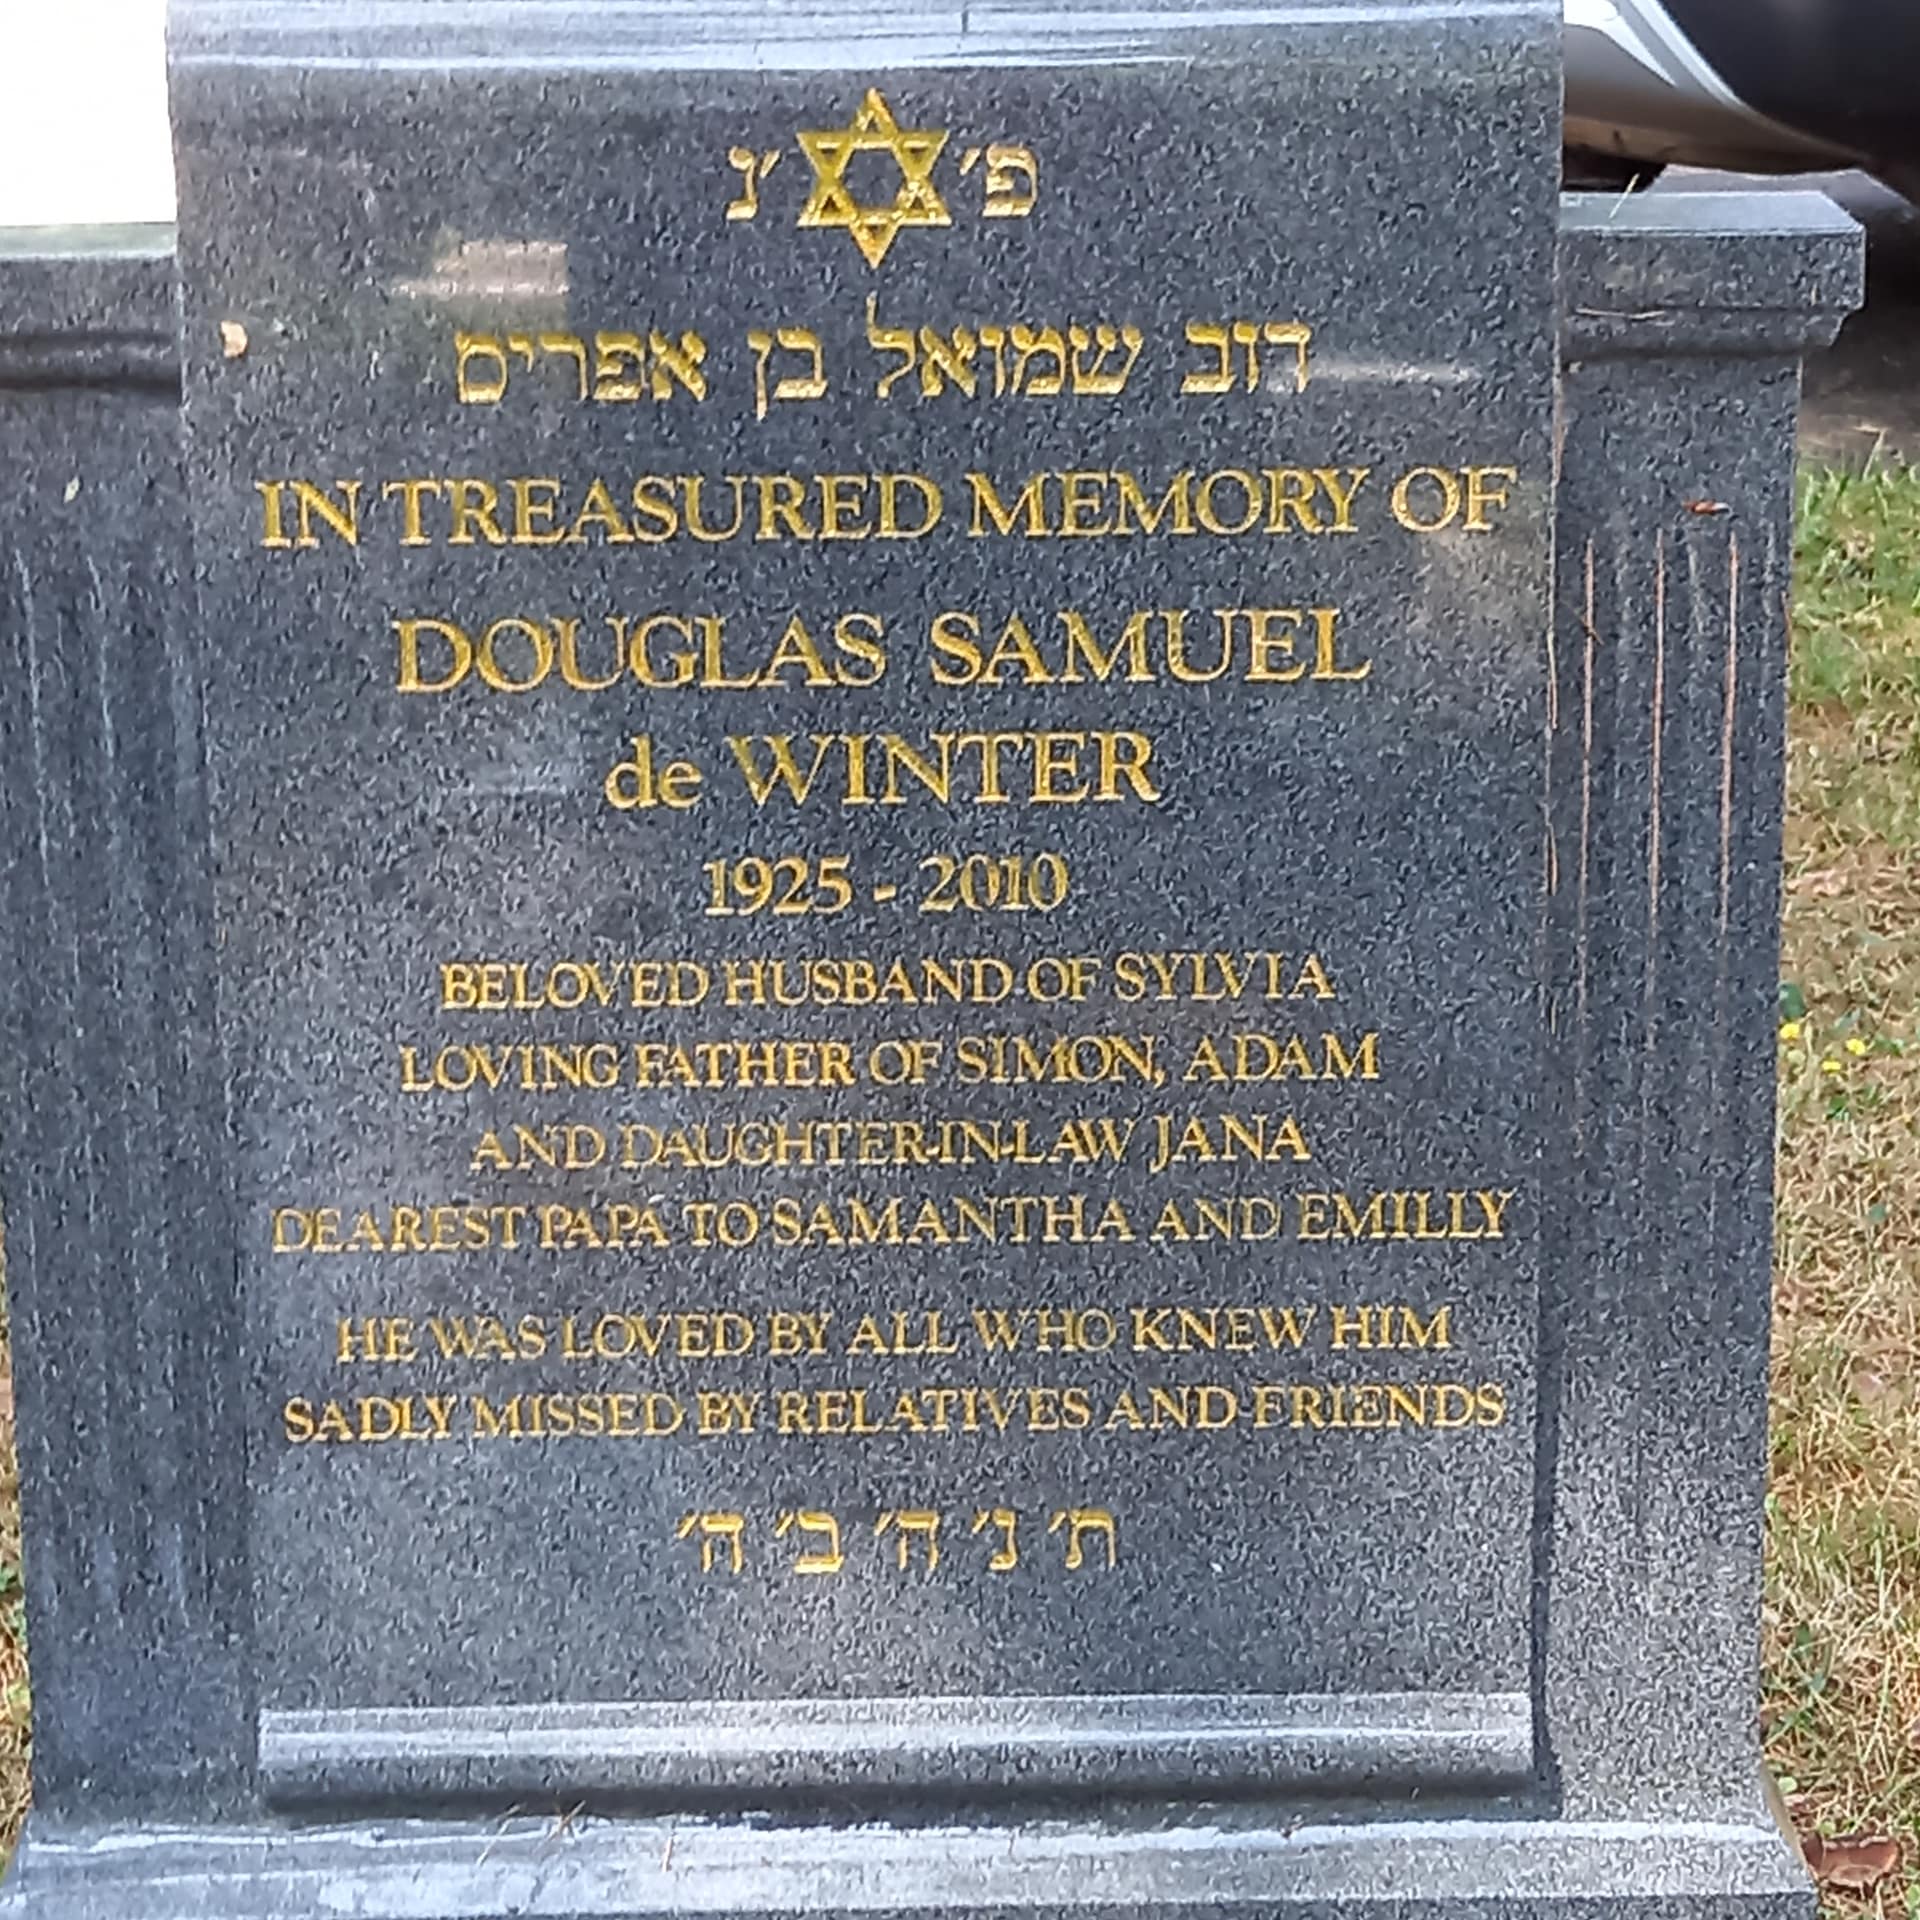 פ׳ נ׳
דוב שמואל בן אפרים
IN TREASURED MEMORY OF
DOUGLAS SAMUEL
de WINTER
1925 - 2010
BELOVED HUSBAND OF SYLVIA
LOVING FATHER OF SIMON, ADAM
AND DAUGHTER-IN-LAW JANA
DEAREST PAPA TO SAMANTHA AND EMILLY
HE WAS LOVED BY ALL WHO KNEW HIM
SADLY MISSED BY RELATIVES AND FRIENDS
ת׳ נ׳ ה׳ ב׳ ה׳